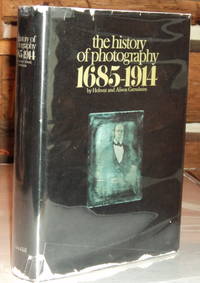 the history
of photography
1685-1914
by Helmut and Alison Gernsheim